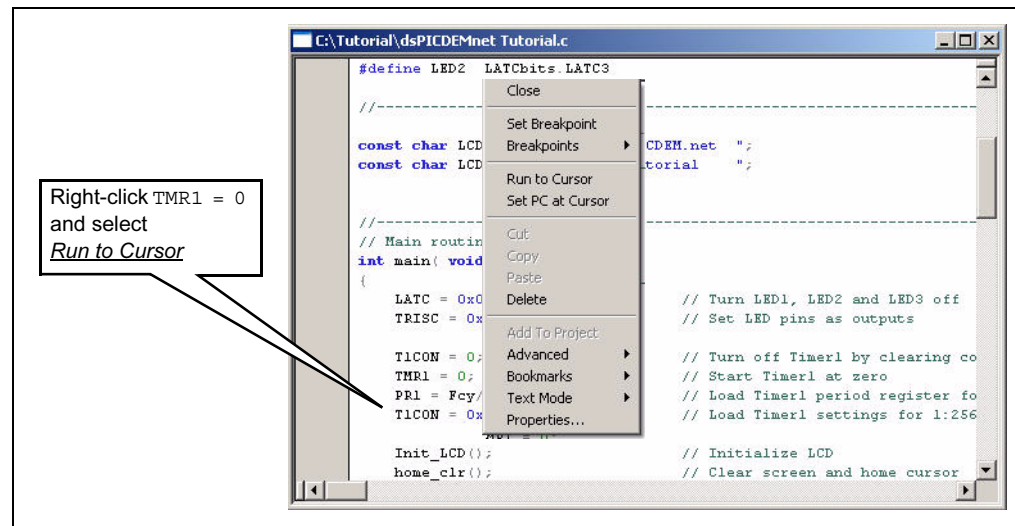 C:\Tutorial\dsPICDEMnet Tutorial.c
#define LED2 LATCbits.LATC3
//
const char LCD CDEM.net ";
const char LCD torial ";
//
// Main routin
int main( void
{
LATC = 0x0 // Turn LED1, LED2 and LED3 off
TRISC = 0x // Set LED pins as outputs
T1CON = 0; // Turn off Timer1 by clearing co
TMR1 = 0; // Start Timer1 at zero
PR1 = Fcy/ // Load Timer1 period register fo
T1CON = 0x // Load Timer1 settings for 1:256
Init_LCD(); // Initialize LCD
home_clr(); // Clear screen and home cursor
Close
Set Breakpoint
Breakpoints
Run to Cursor
Set PC at Cursor
Cut
Copy
Paste
Delete
Add To Project
Advanced
Bookmarks
Text Mode
Properties...
Right-click TMR1 = 0
and select
Run to Cursor